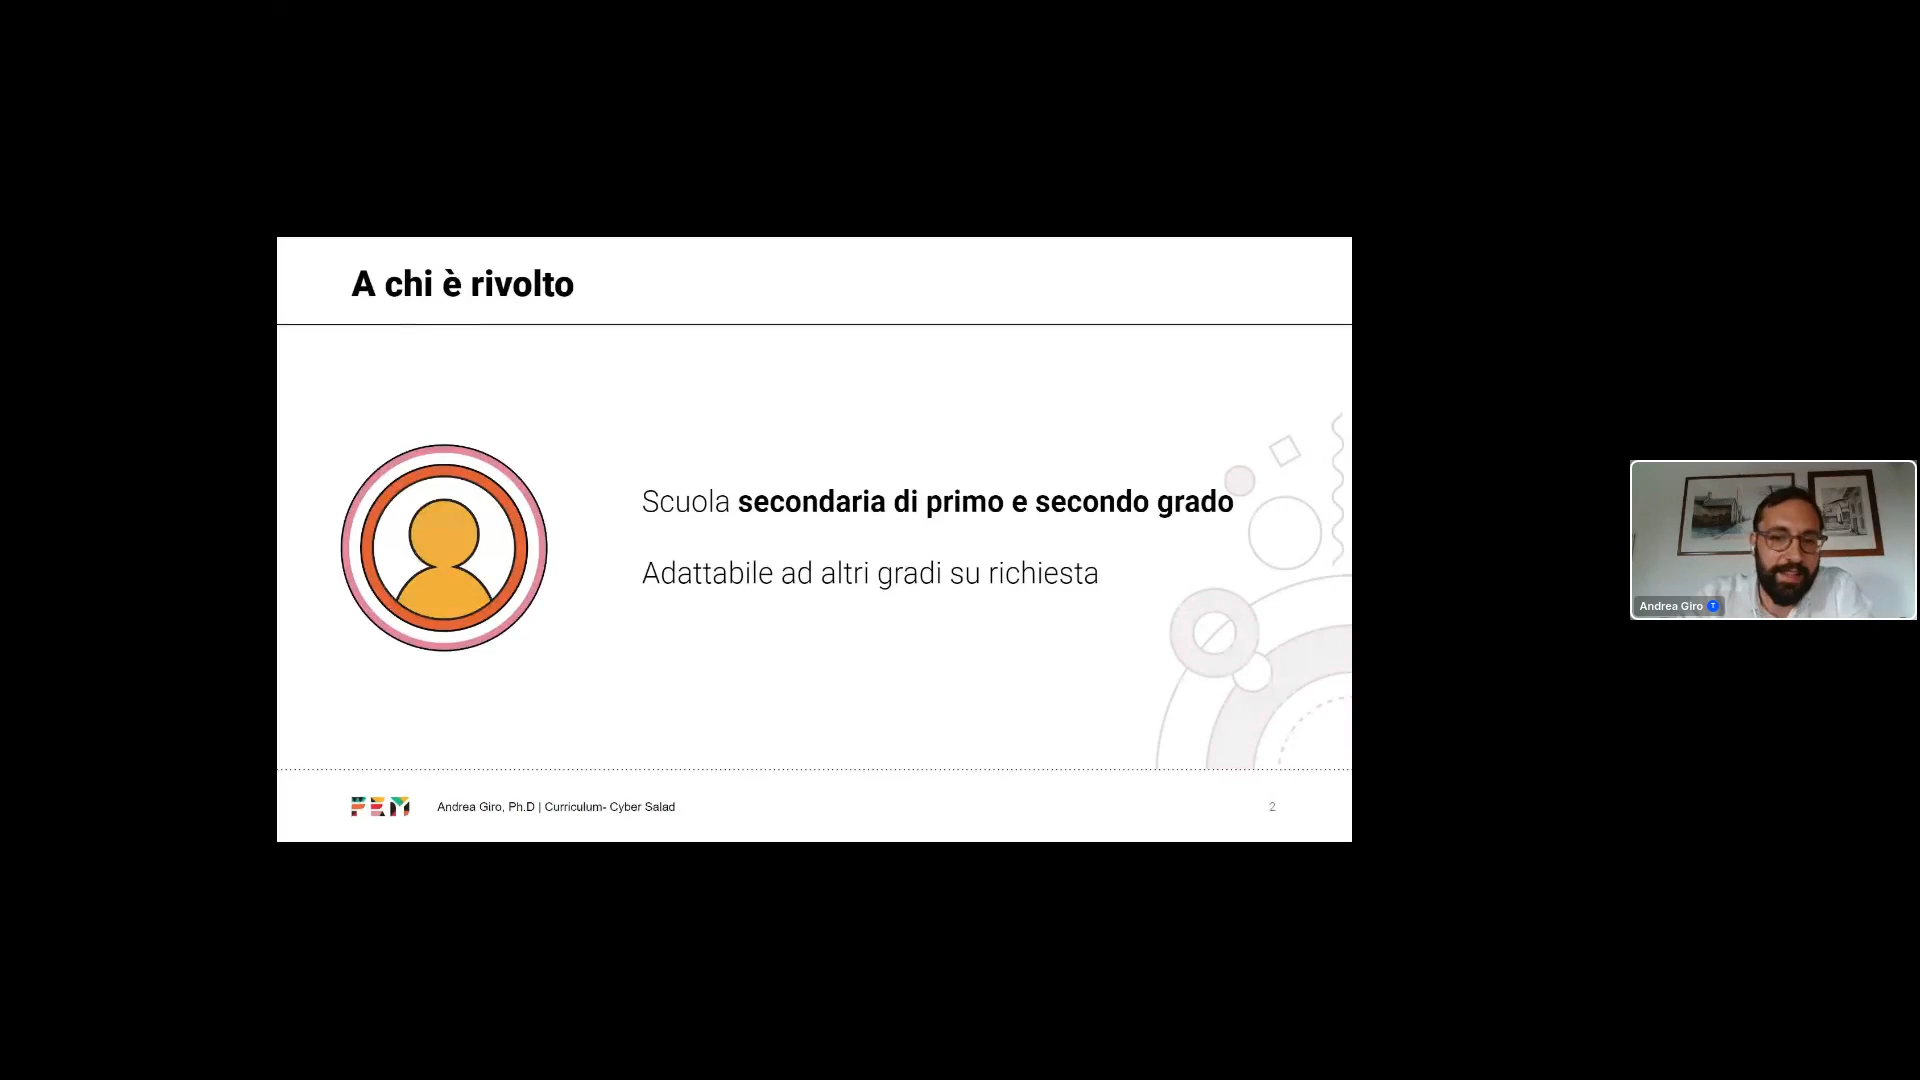 A chi è rivolto
Scuola secondaria di primo e secondo grado
Adattabile ad altri gradi su richiesta
FEM
Andrea Giro, Ph.D | Curriculum- Cyber Salad
2
Andrea Giro T